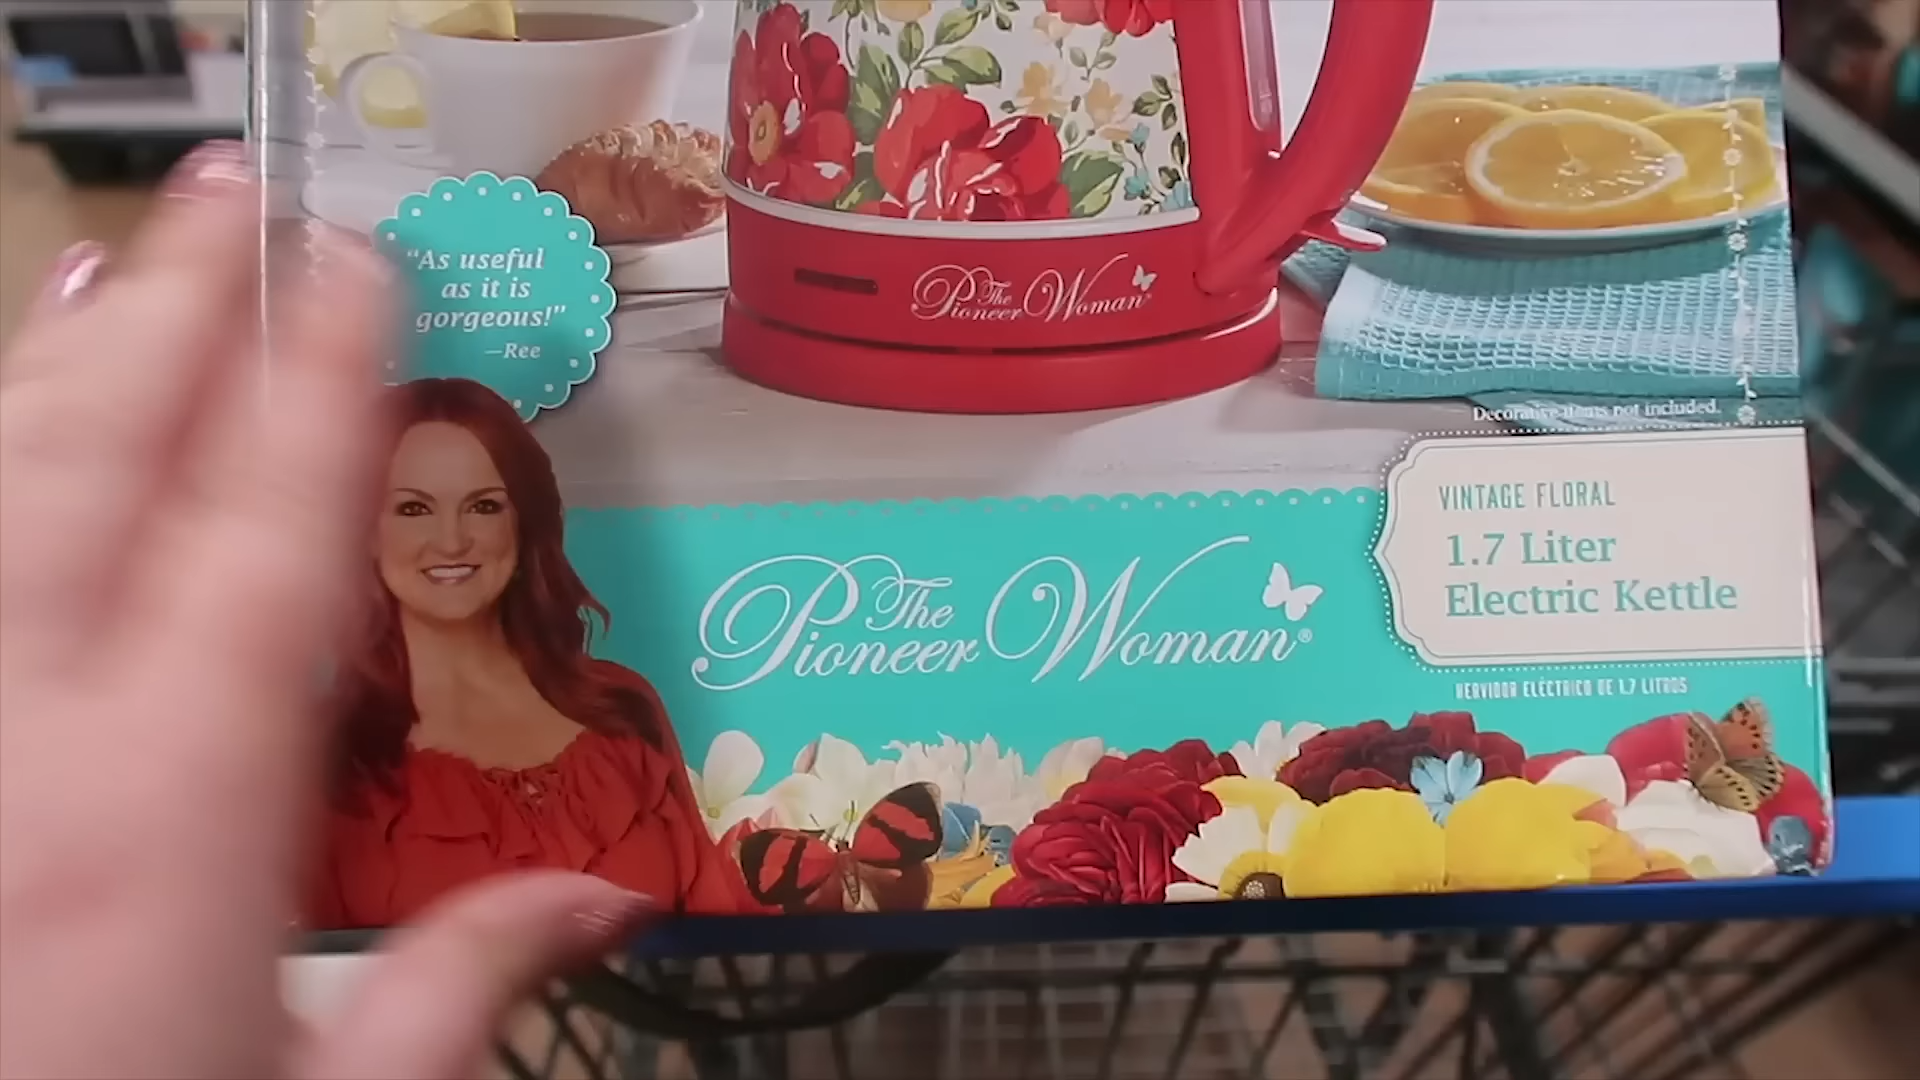 "As useful
as it is
gorgeous!"
—Ree
The
Pioneer Woman
Decorative items not included.
VINTAGE FLORAL
1.7 Liter
Electric Kettle
The
Pioneer Woman®
HERVIDOR ELÉCTRICO DE 1.7 LITROS